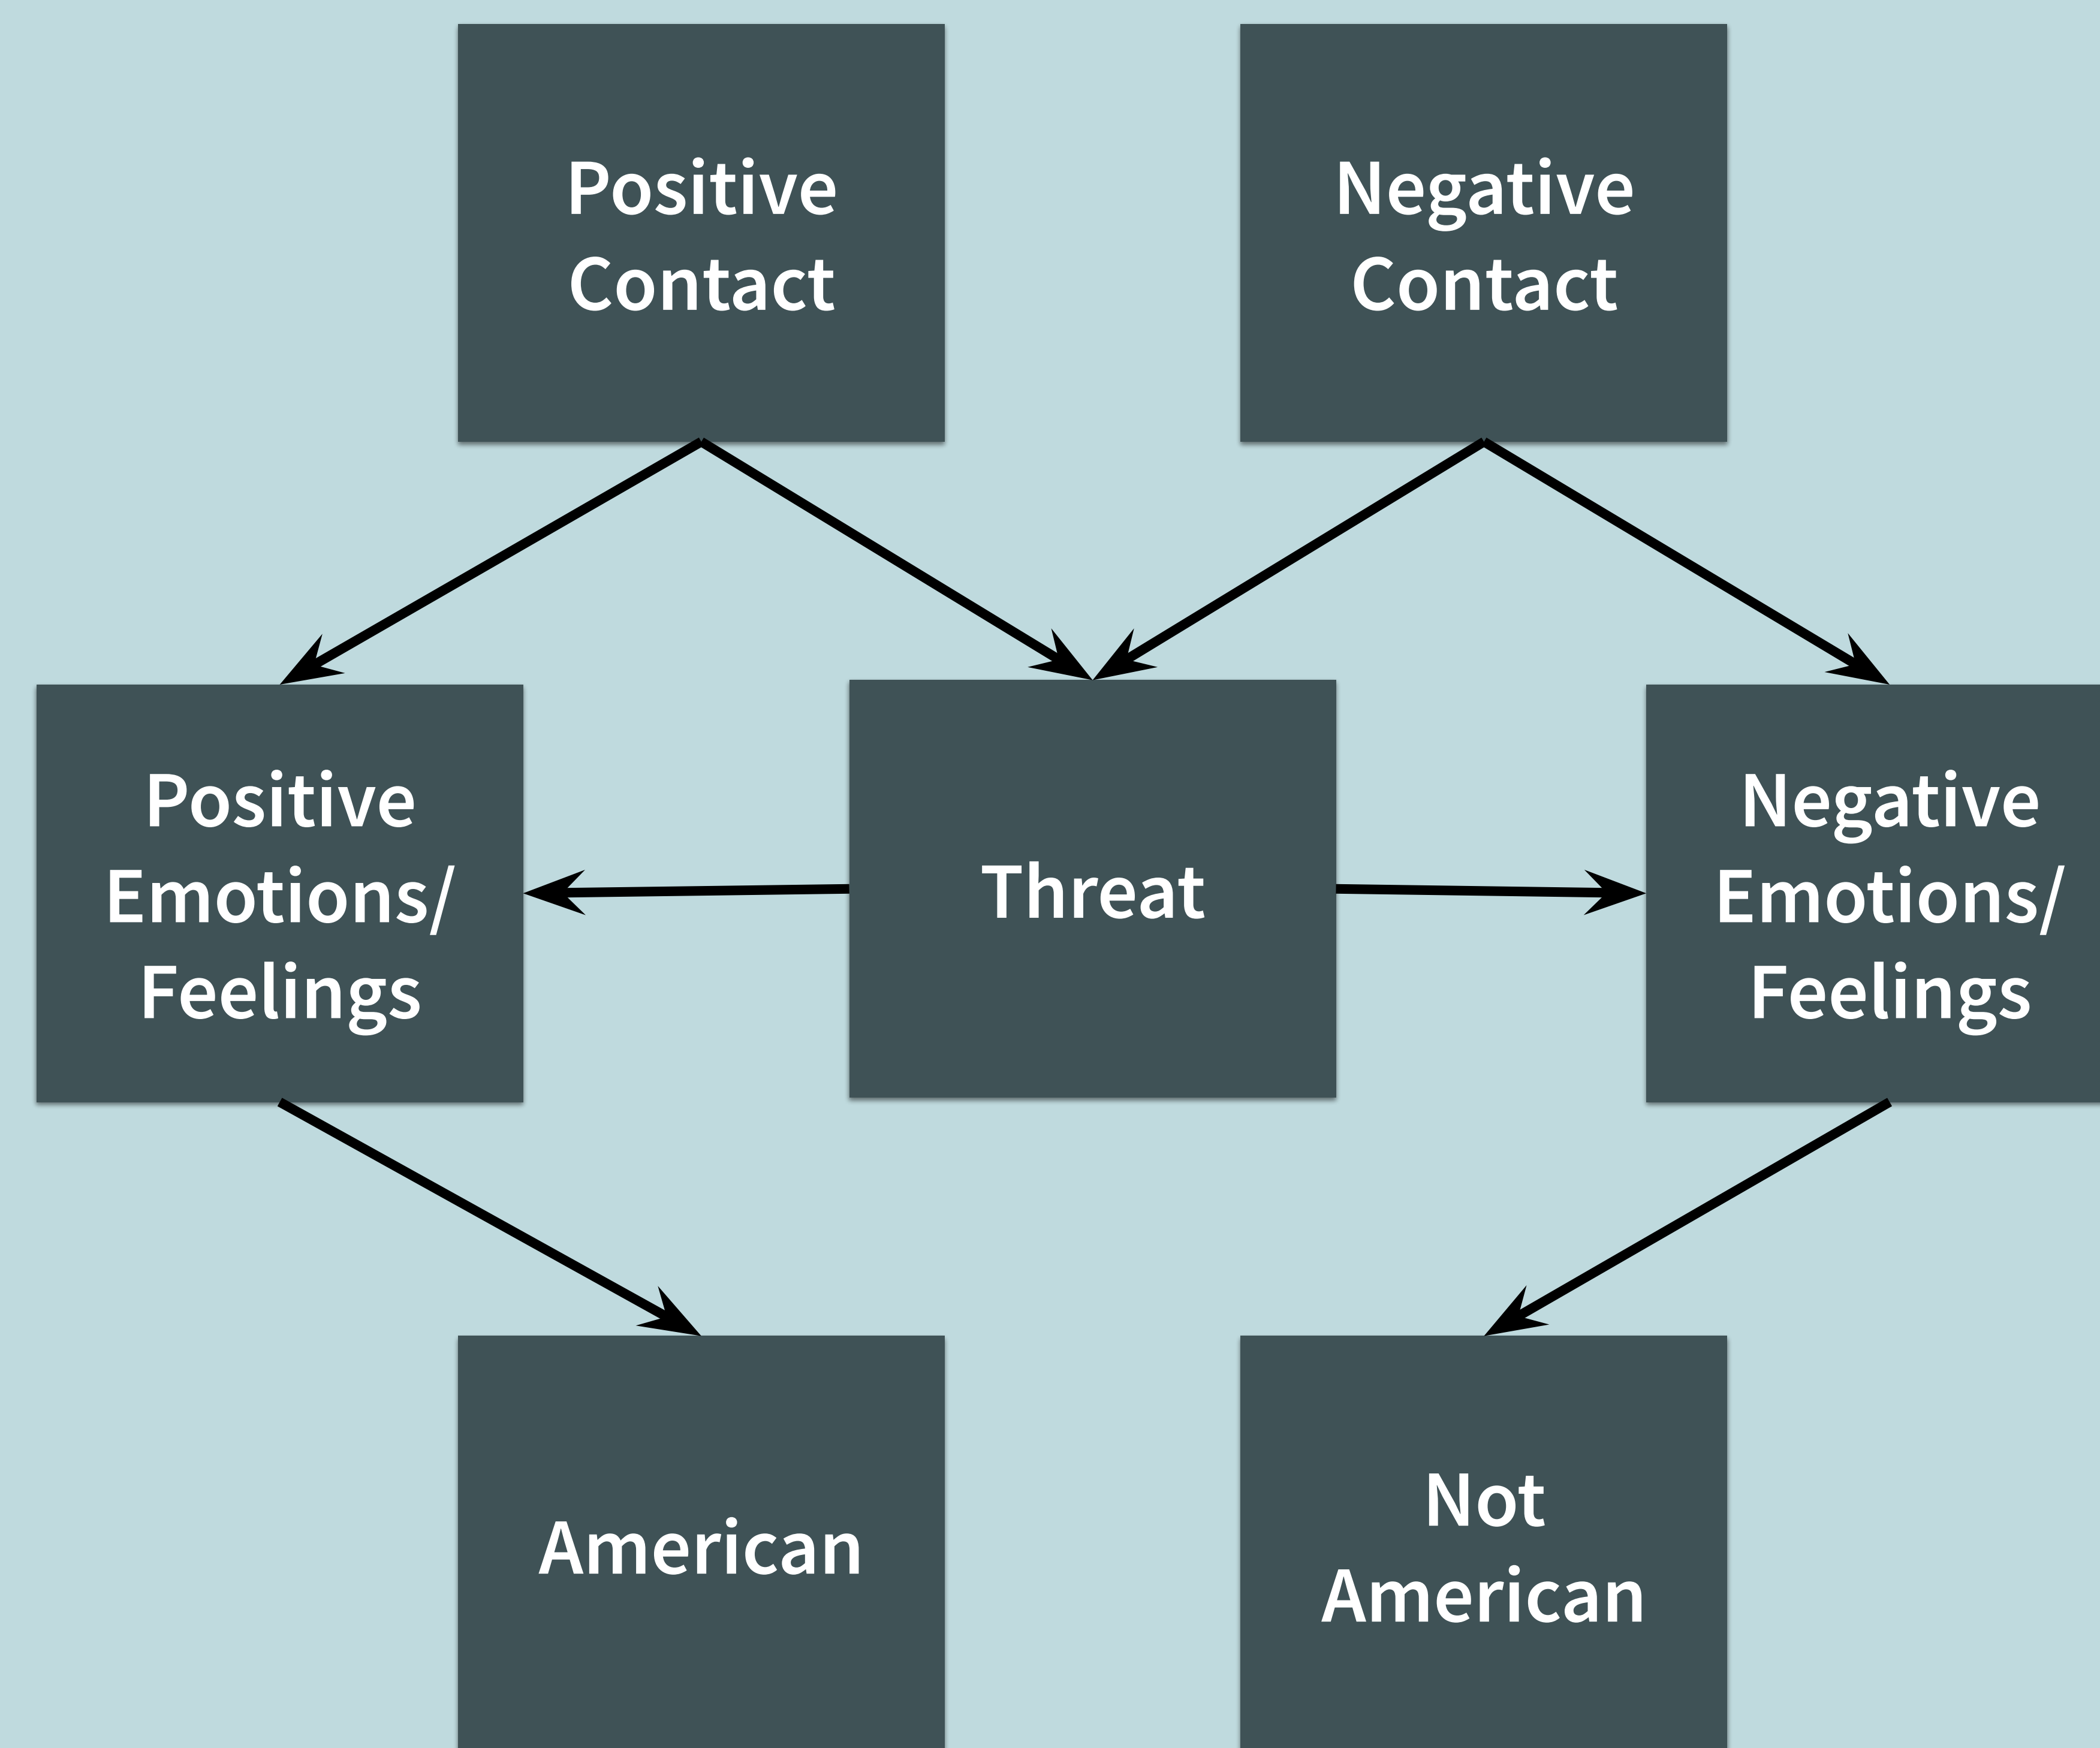 Positive
Contact
Negative
Contact
Positive
Emotions/
Feelings
Threat
Negative
Emotions/
Feelings
American
Not
American